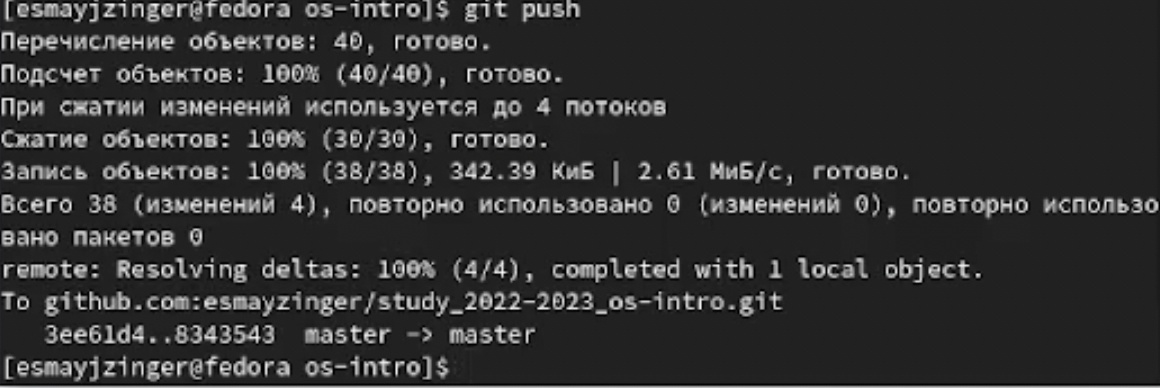 [esmayjzinger@fedora os-intro]$ git push
Перечисление объектов: 40, готово.
Подсчет объектов: 100% (40/40), готово.
При сжатии изменений используется до 4 потоков
Сжатие объектов: 100% (30/30), готово.
Запись объектов: 100% (38/38), 342.39 КиБ | 2.61 МиБ/с, готово.
Всего 38 (изменений 4), повторно использовано 0 (изменений 0), повторно использо
вано пакетов 0
remote: Resolving deltas: 100% (4/4), completed with 1 local object.
To github.com:esmayzinger/study_2022-2023_os-intro.git
   3ee61d4..8343543  master -> master
[esmayjzinger@fedora os-intro]$